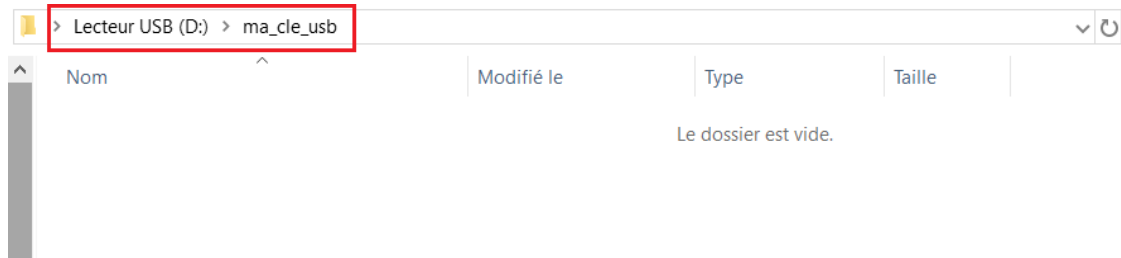 Lecteur USB (D:) > ma_cle_usb
Nom Modifié le Type Taille
Le dossier est vide.